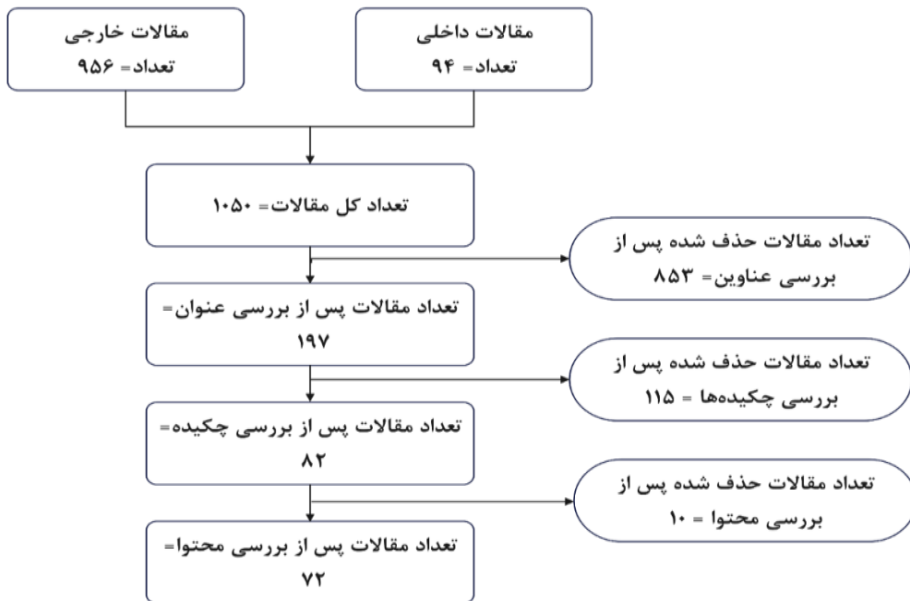 مقالات داخلی
تعداد= ۹۴
مقالات خارجی
تعداد= ۹۵۶
تعداد کل مقالات= ۱۰۵۰
تعداد مقالات حذف شده پس از
بررسی عناوین= ۸۵۳
تعداد مقالات پس از بررسی عنوان=
۱۹۷
تعداد مقالات حذف شده پس از
بررسی چکیده‌ها = ۱۱۵
تعداد مقالات پس از بررسی چکیده=
۸۲
تعداد مقالات حذف شده پس از
بررسی محتوا = ۱۰
تعداد مقالات پس از بررسی محتوا=
۷۲